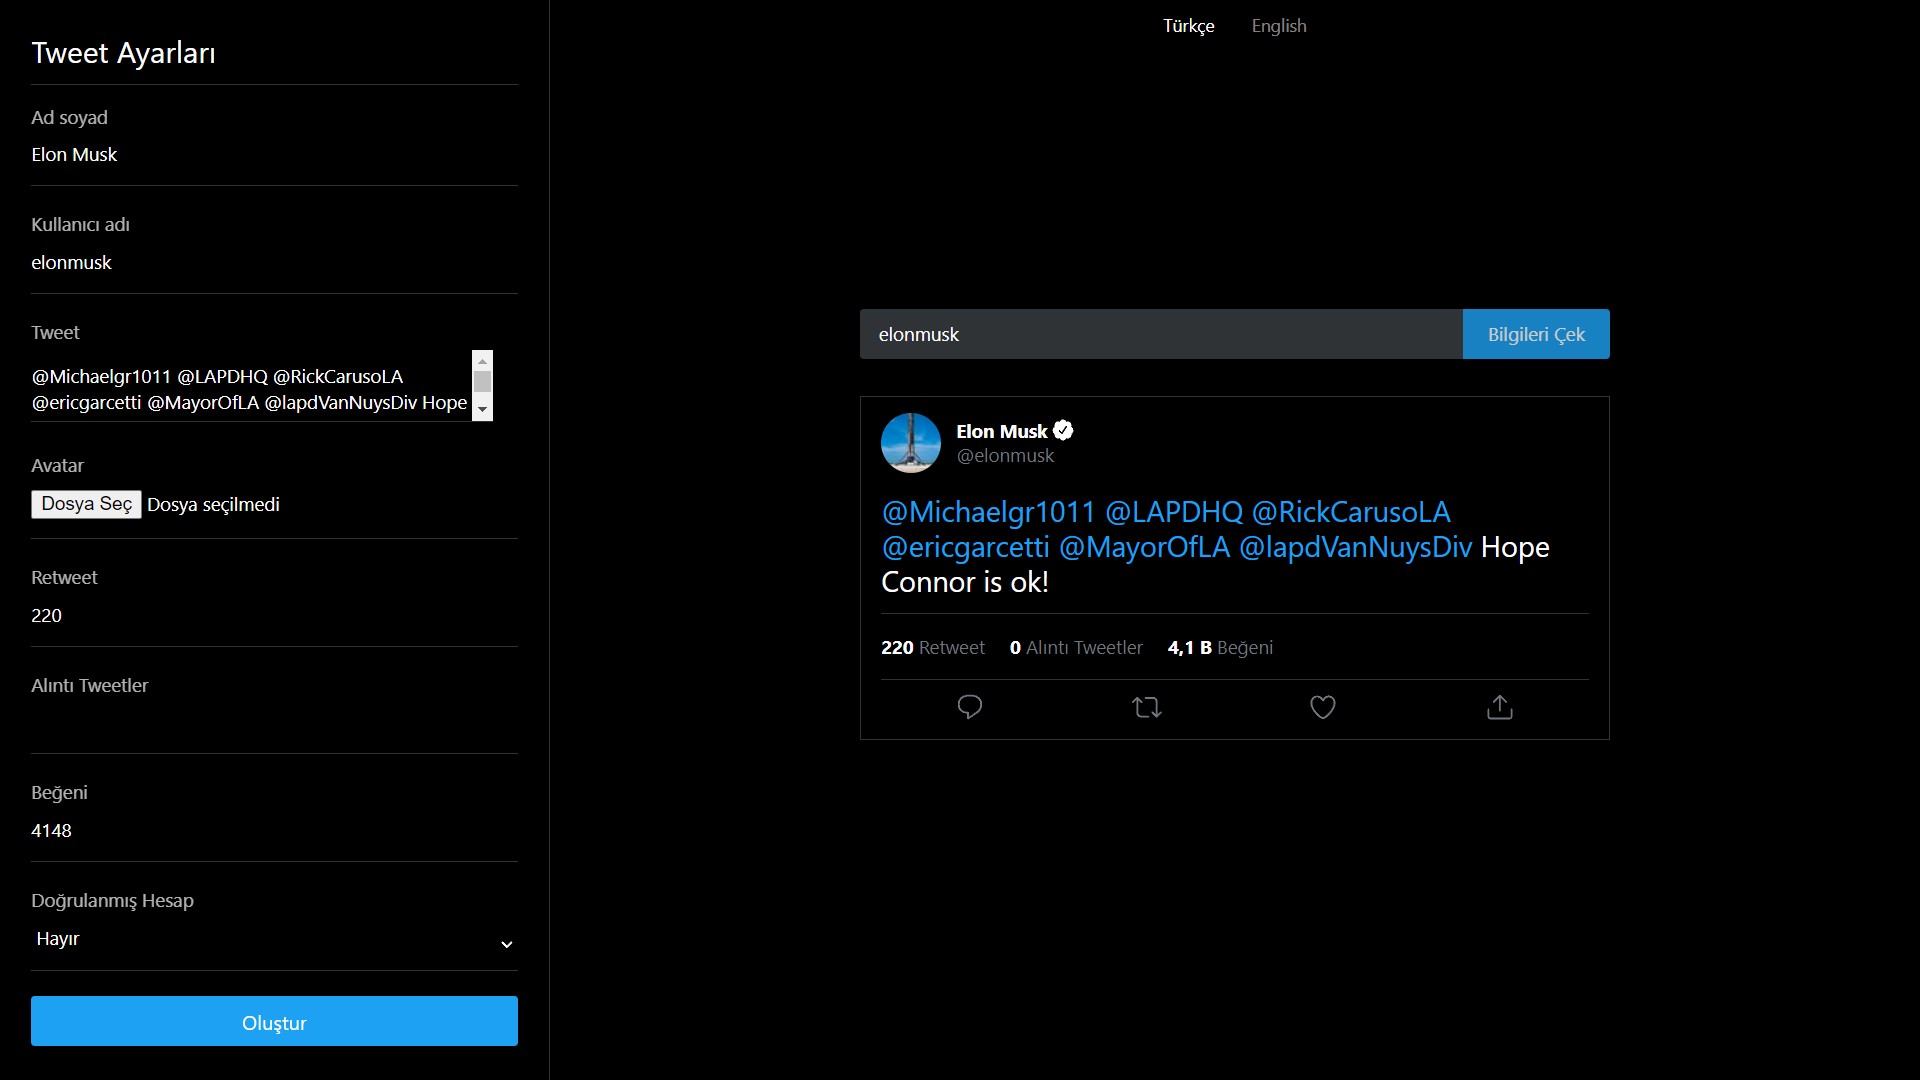 Türkçe
English
Tweet Ayarları
Ad soyad
Elon Musk
Kullanıcı adı
elonmusk
Tweet
@Michaelgr1011 @LAPDHQ @RickCarusoLA
@ericgarcetti @MayorOfLA @lapdVanNuysDiv Hope
Avatar
Dosya Seç Dosya seçilmedi
Retweet
220
Alıntı Tweetler
Beğeni
4148
Doğrulanmış Hesap
Hayır
Oluştur
elonmusk
Bilgileri Çek
Elon Musk
@elonmusk
@Michaelgr1011 @LAPDHQ @RickCarusoLA
@ericgarcetti @MayorOfLA @lapdVanNuysDiv Hope
Connor is ok!
220 Retweet 0 Alıntı Tweetler 4,1 B Beğeni